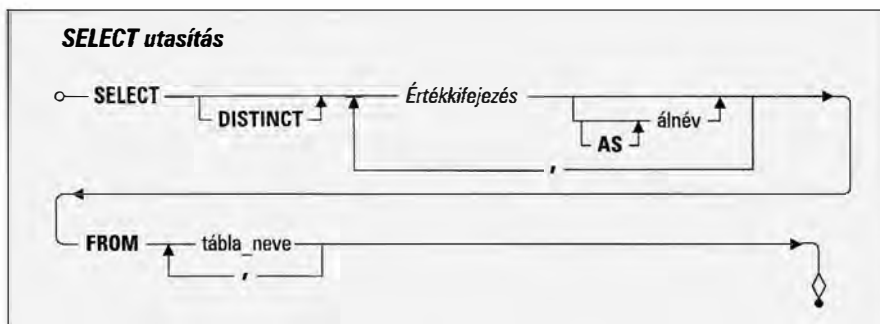 SELECT utasítás
SELECT Értékkifejezés
DISTINCT AS álnév
,
FROM tábla_neve
,